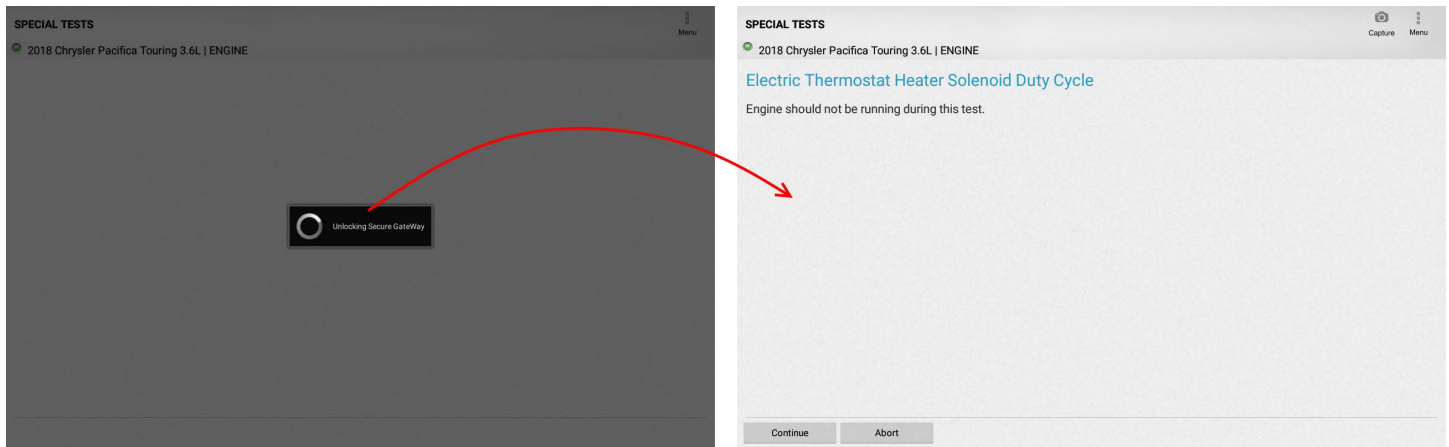 SPECIAL TESTS
Menu
2018 Chrysler Pacifica Touring 3.6L | ENGINE
Unlocking Secure GateWay
SPECIAL TESTS
Capture Menu
2018 Chrysler Pacifica Touring 3.6L | ENGINE
Electric Thermostat Heater Solenoid Duty Cycle
Engine should not be running during this test.
Continue Abort